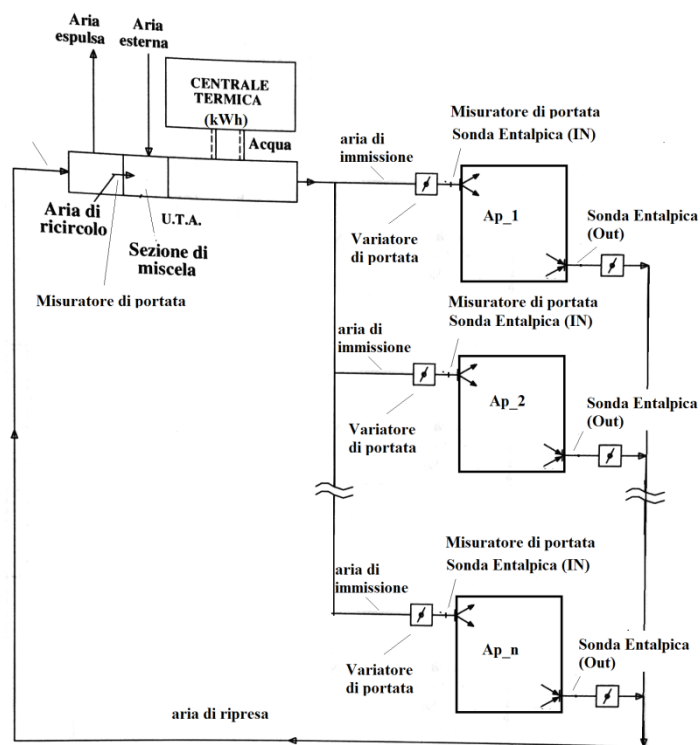 Aria
espulsa
Aria
esterna
CENTRALE
TERMICA
(kWh)
Acqua
Aria di
ricircolo
U.T.A.
Sezione di
miscela
Misuratore di portata
aria di
immissione
Misuratore di portata
Sonda Entalpica (IN)
Variatore
di portata
Ap_1
Sonda Entalpica
(Out)
aria di
immissione
Misuratore di portata
Sonda Entalpica (IN)
Variatore
di portata
Ap_2
Sonda Entalpica
(Out)
aria di
immissione
Misuratore di portata
Sonda Entalpica (IN)
Variatore
di portata
Ap_n
Sonda Entalpica
(Out)
aria di ripresa